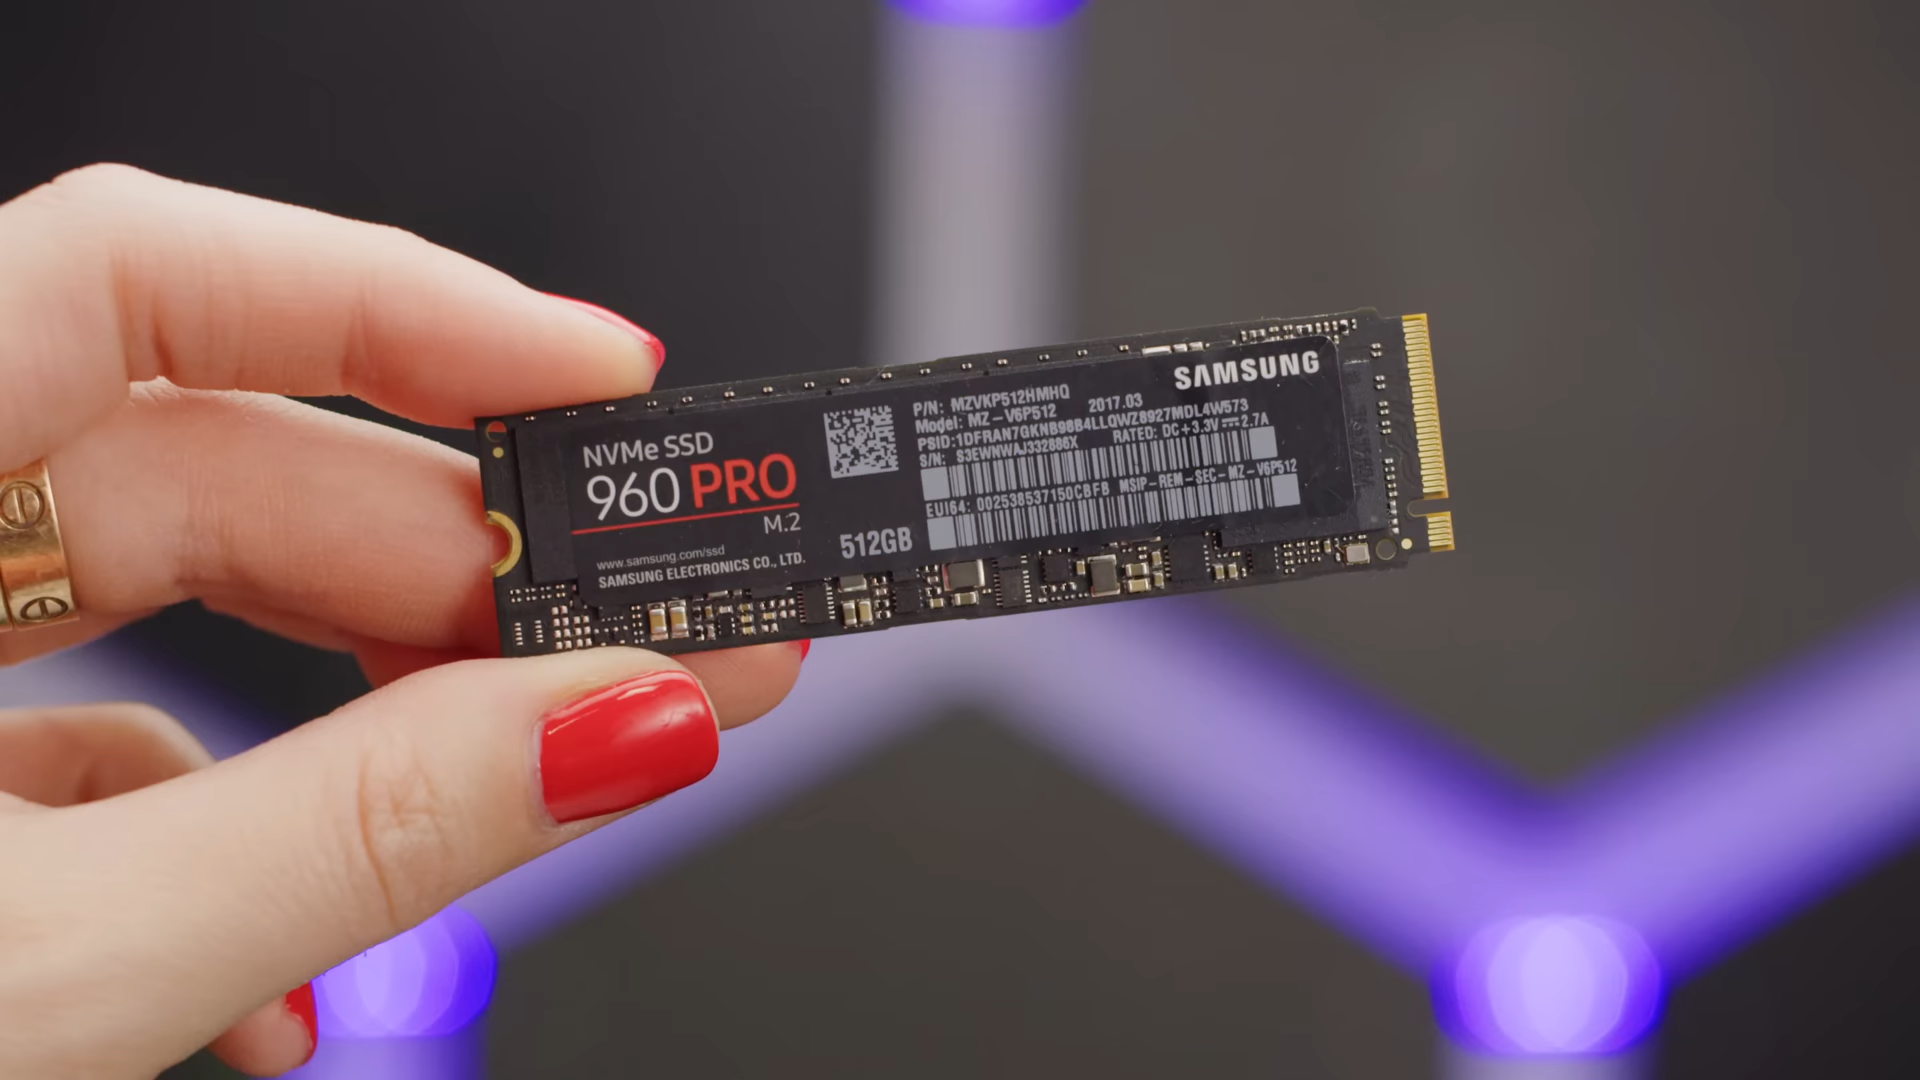 SAMSUNG
NVMe SSD
960 PRO
M.2
www.samsung.com/ssd
SAMSUNG ELECTRONICS CO., LTD.
512GB
P/N: MZVKP512HMHQ
Model: MZ-V6P512 2017.03
PSID:1DFRAN7GKNB98B4LLQWZ8927MDL4W573
S/N: S3EWNWAJ332886X RATED: DC+3.3V⎓2.7A
EUI64: 002538537150CBFB MSIP-REM-SEC-MZ-V6P512